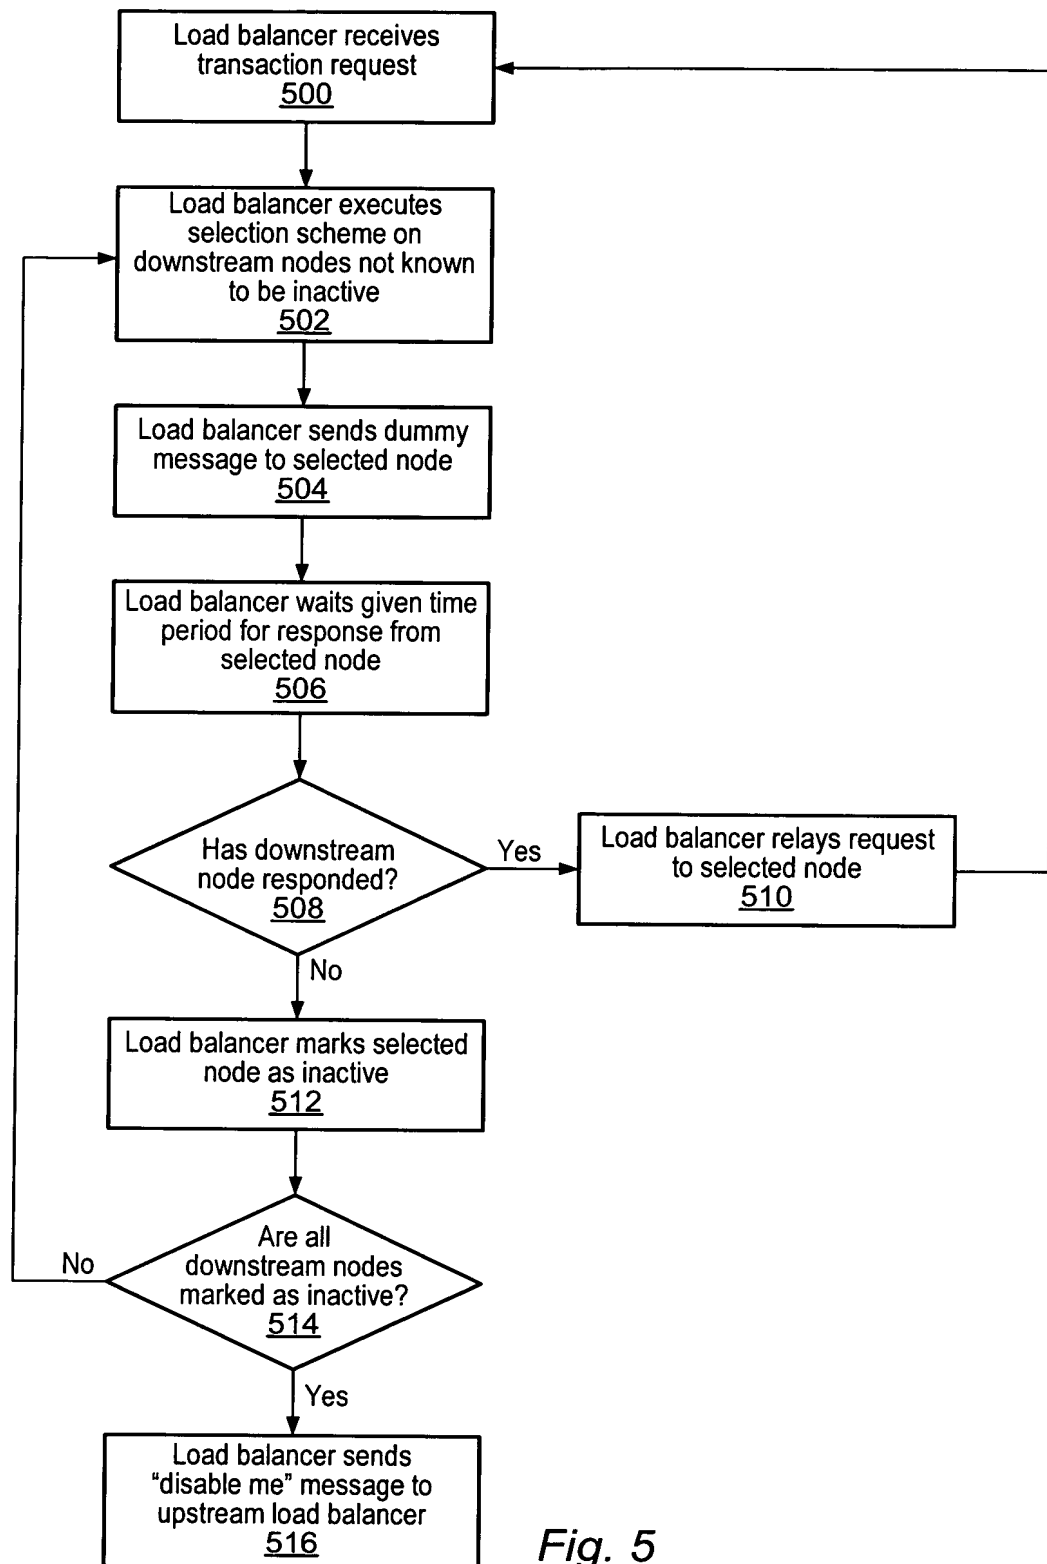 Load balancer receives
transaction request
500
Load balancer executes
selection scheme on
downstream nodes not known
to be inactive
502
Load balancer sends dummy
message to selected node
504
Load balancer waits given time
period for response from
selected node
506
Has downstream
node responded?
508
Yes
Load balancer relays request
to selected node
510
No
Load balancer marks selected
node as inactive
512
Are all
downstream nodes
marked as inactive?
514
No
Yes
Load balancer sends
“disable me” message to
upstream load balancer
516
Fig. 5